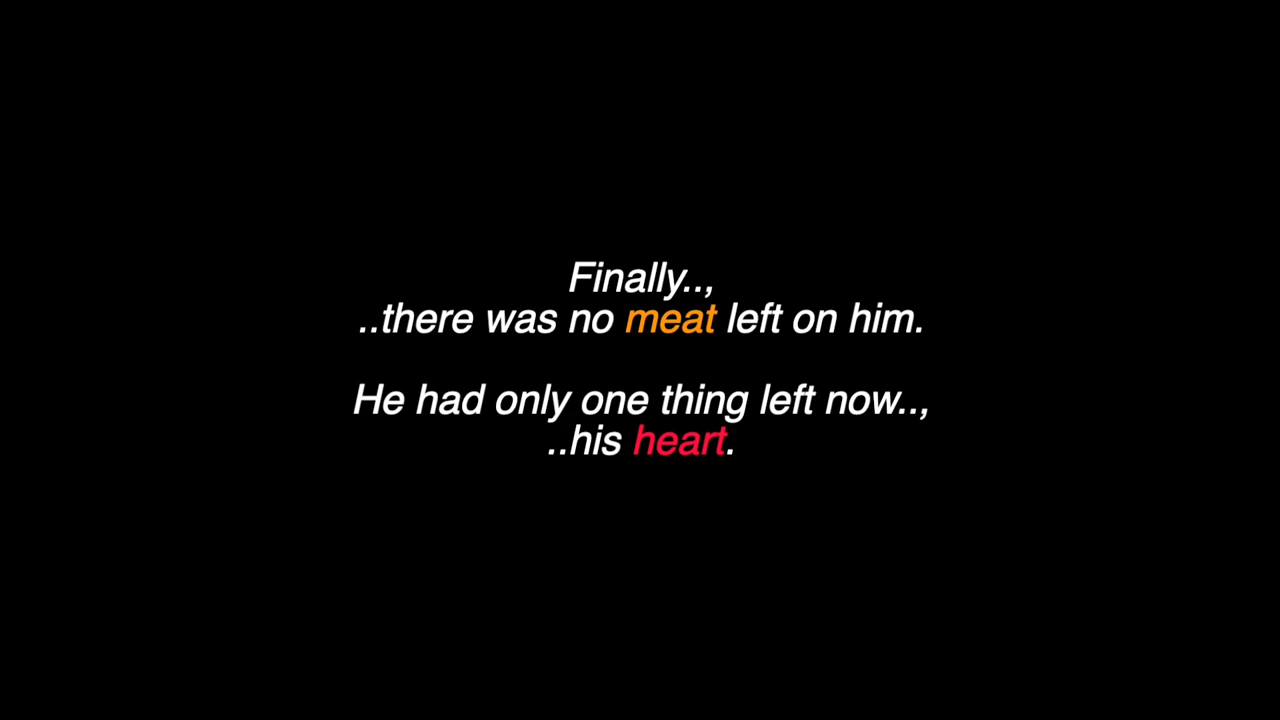 Finally..,
..there was no meat left on him.
He had only one thing left now..,
..his heart.